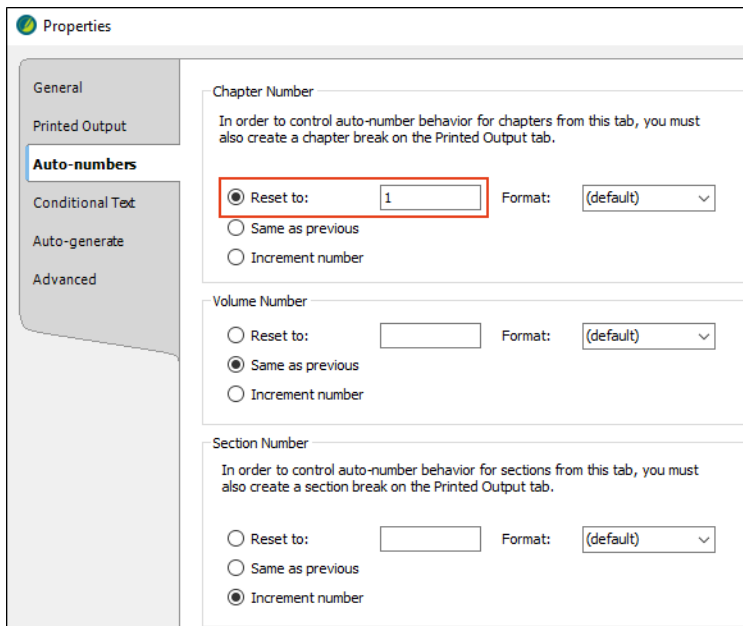 Properties
General
Printed Output
Auto-numbers
Conditional Text
Auto-generate
Advanced
Chapter Number
In order to control auto-number behavior for chapters from this tab, you must
also create a chapter break on the Printed Output tab.
Reset to: 1 Format: (default)
Same as previous
Increment number
Volume Number
Reset to: Format: (default)
Same as previous
Increment number
Section Number
In order to control auto-number behavior for sections from this tab, you must
also create a section break on the Printed Output tab.
Reset to: Format: (default)
Same as previous
Increment number